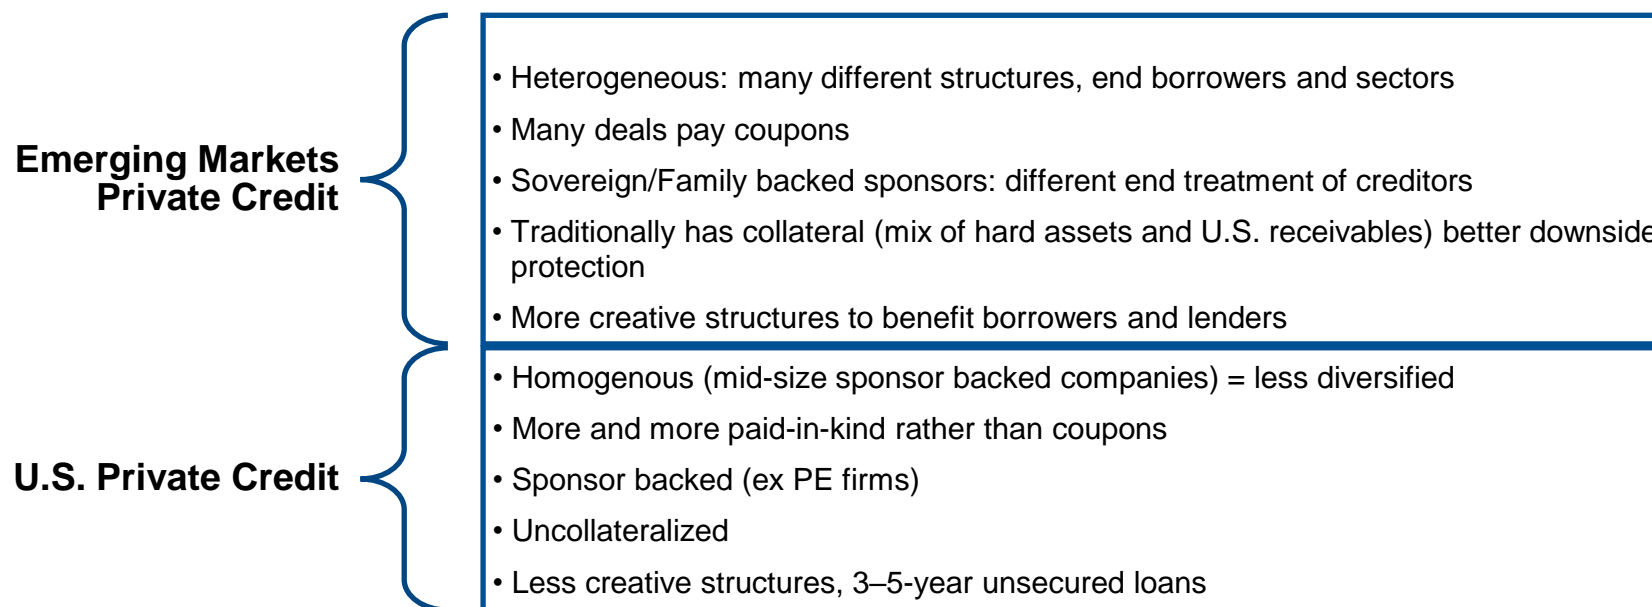 Emerging Markets
Private Credit
• Heterogeneous: many different structures, end borrowers and sectors
• Many deals pay coupons
• Sovereign/Family backed sponsors: different end treatment of creditors
• Traditionally has collateral (mix of hard assets and U.S. receivables) better downside
protection
• More creative structures to benefit borrowers and lenders
U.S. Private Credit
• Homogenous (mid-size sponsor backed companies) = less diversified
• More and more paid-in-kind rather than coupons
• Sponsor backed (ex PE firms)
• Uncollateralized
• Less creative structures, 3–5-year unsecured loans